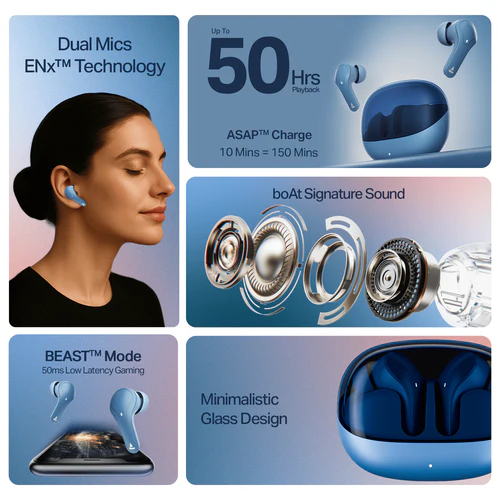 Dual Mics
ENx™ Technology
Up To
50 Hrs
Playback
ASAP™ Charge
10 Mins = 150 Mins
boAt Signature Sound
BEAST™ Mode
50ms Low Latency Gaming
Minimalistic
Glass Design